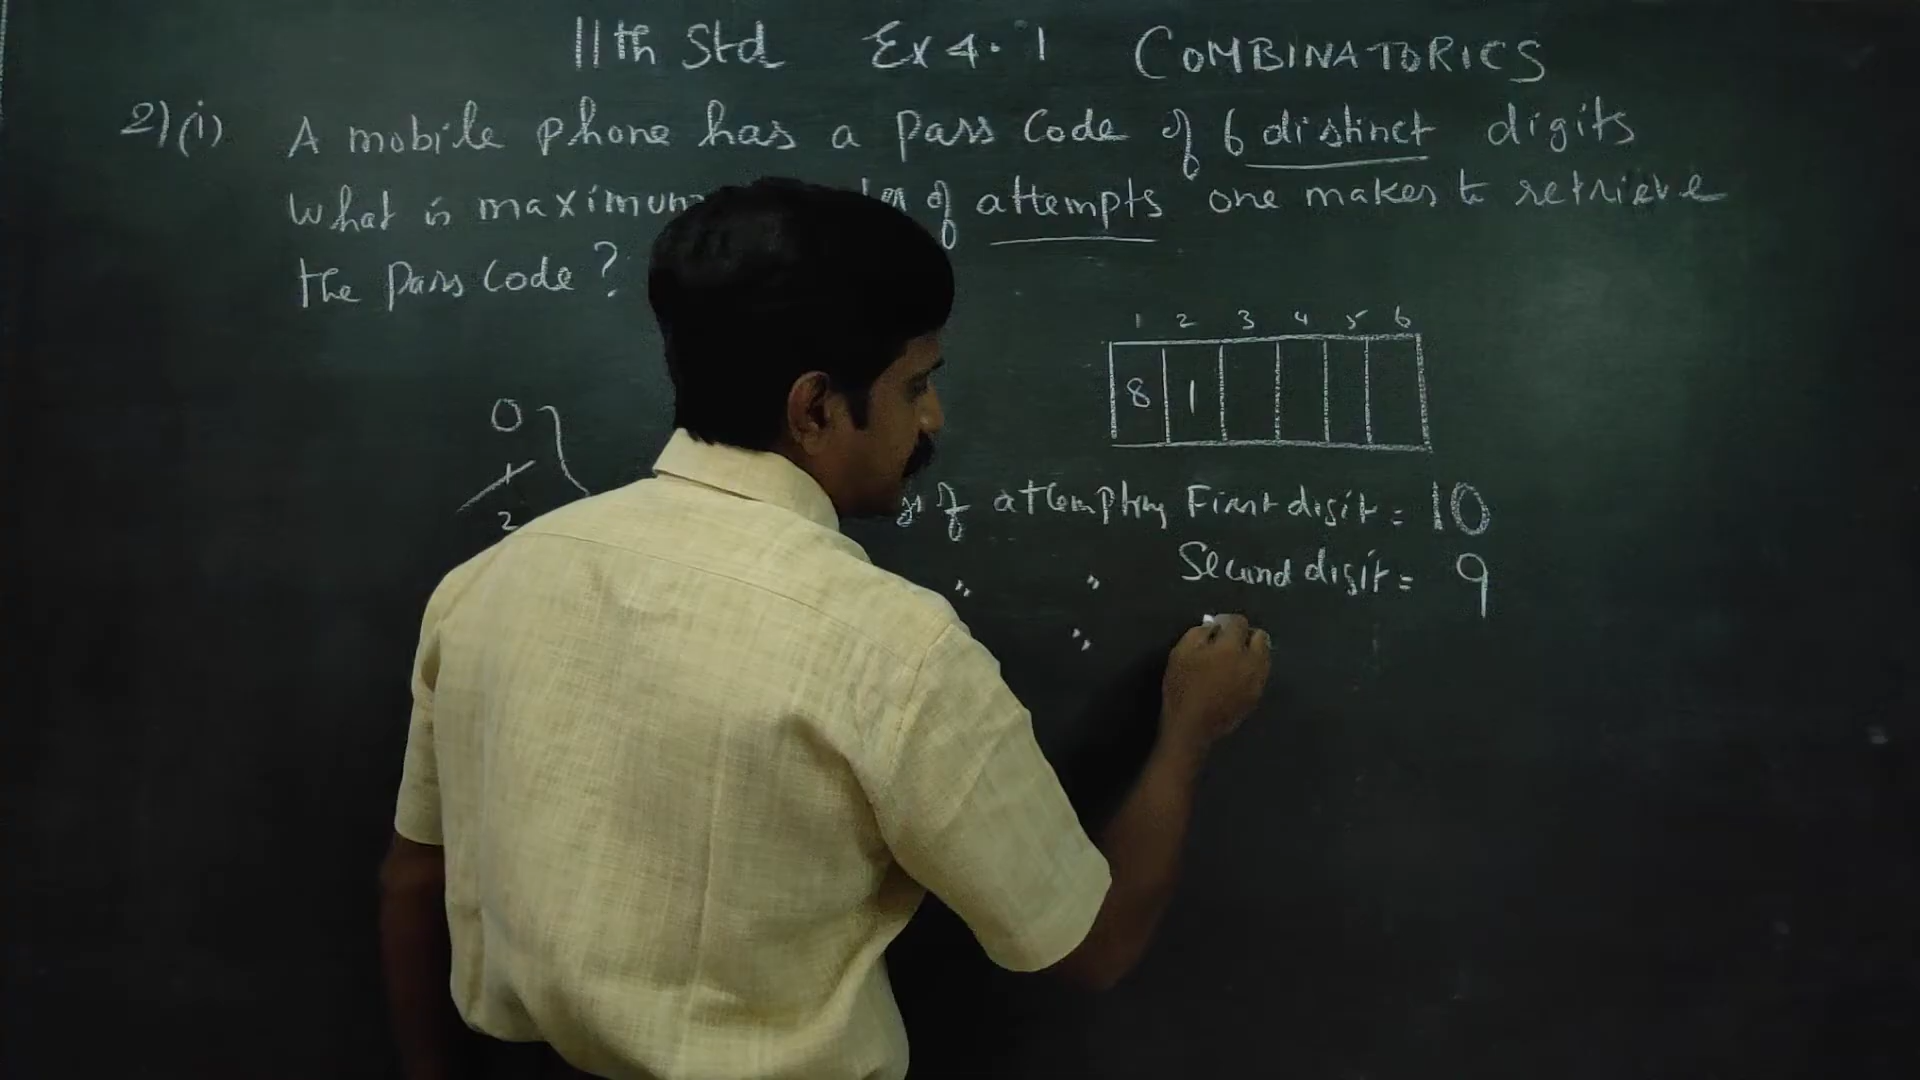 11th Std Ex 4.1 COMBINATORICS
2)(i) A mobile phone has a pass code of 6 distinct digits
What is maximum of attempts one makes to retrieve
the pass code?
1 2 3 4 5 6
8 1
0
1
2
of attempting First digit = 10
" " Second digit = 9
"